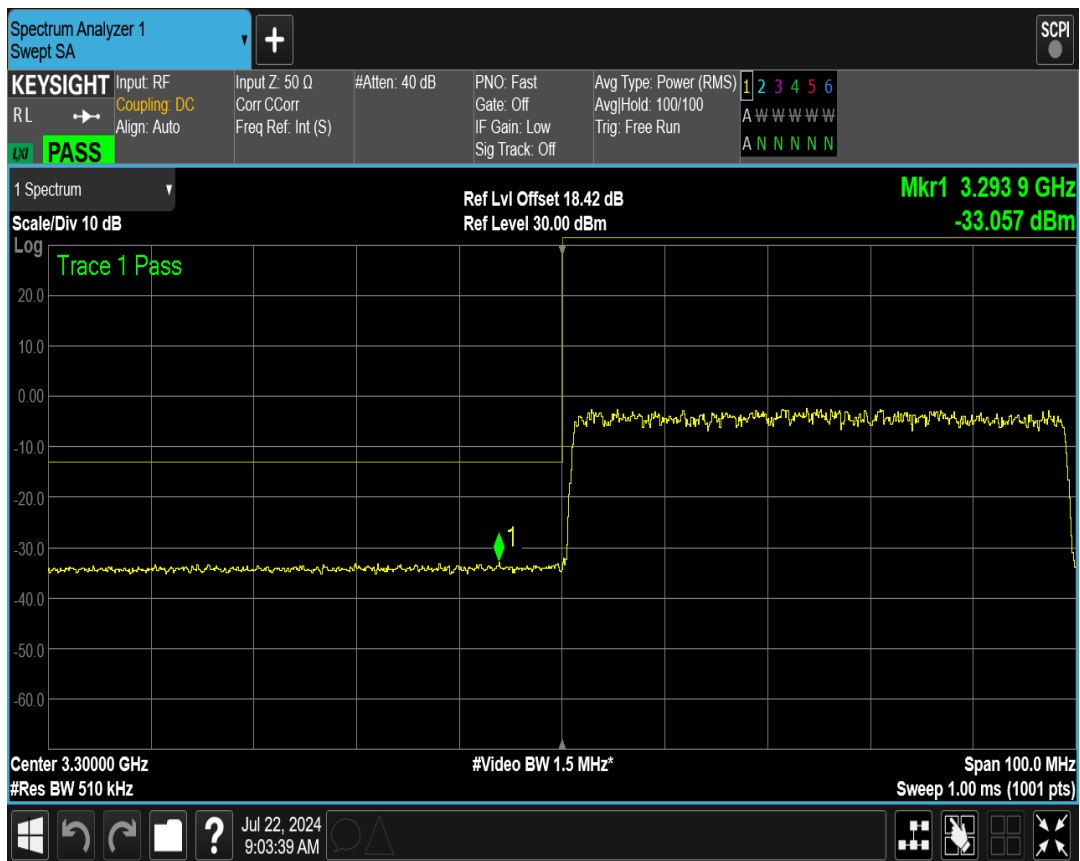 Spectrum Analyzer 1
Swept SA
SCPI
KEYSIGHT
RL
LXI PASS
Input: RF
Coupling: DC
Align: Auto
Input Z: 50 Ω
Corr CCorr
Freq Ref: Int (S)
#Atten: 40 dB
PNO: Fast
Gate: Off
IF Gain: Low
Sig Track: Off
Avg Type: Power (RMS)
Avg|Hold: 100/100
Trig: Free Run
1 2 3 4 5 6
A W W W W W
A N N N N N
1 Spectrum
Scale/Div 10 dB
Ref Lvl Offset 18.42 dB
Ref Level 30.00 dBm
Mkr1 3.293 9 GHz
-33.057 dBm
Log
Trace 1 Pass
20.0
10.0
0.00
-10.0
-20.0
1
-30.0
-40.0
-50.0
-60.0
Center 3.30000 GHz
#Res BW 510 kHz
#Video BW 1.5 MHz*
Span 100.0 MHz
Sweep 1.00 ms (1001 pts)
?
Jul 22, 2024
9:03:39 AM